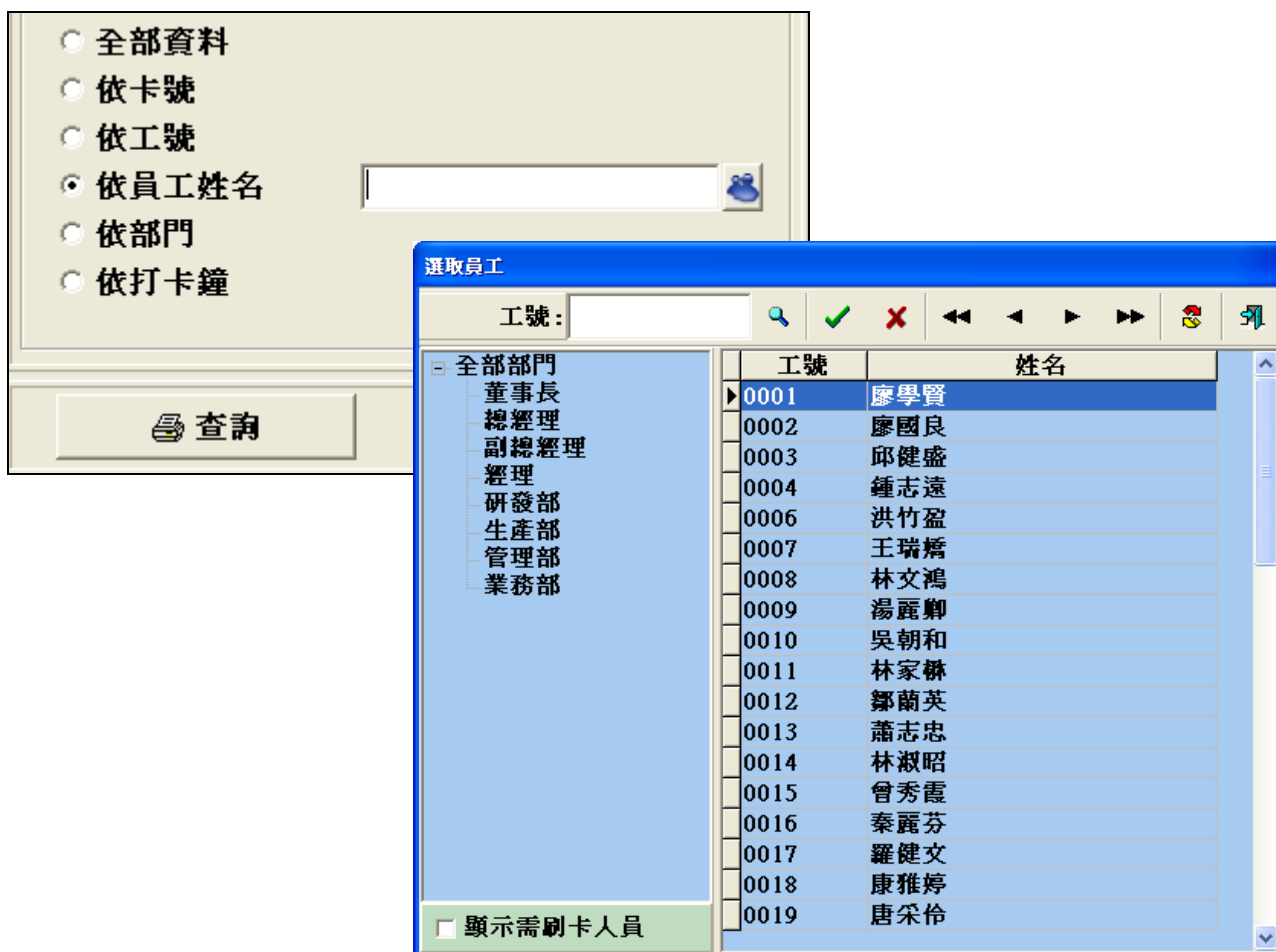 全部資料
依卡號
依工號
依員工姓名
依部門
依打卡鐘
查詢
選取員工
工號:
全部部門
董事長
總經理
副總經理
經理
研發部
生產部
管理部
業務部
顯示需刷卡人員
工號 姓名
0001 廖學賢
0002 廖國良
0003 邱健盛
0004 鍾志遠
0006 洪竹盈
0007 王瑞嬌
0008 林文鴻
0009 湯麗卿
0010 吳朝和
0011 林家
0012 鄒蘭英
0013 蕭志忠
0014 林淑昭
0015 曾秀霞
0016 秦麗芬
0017 羅健文
0018 康雅婷
0019 唐采伶